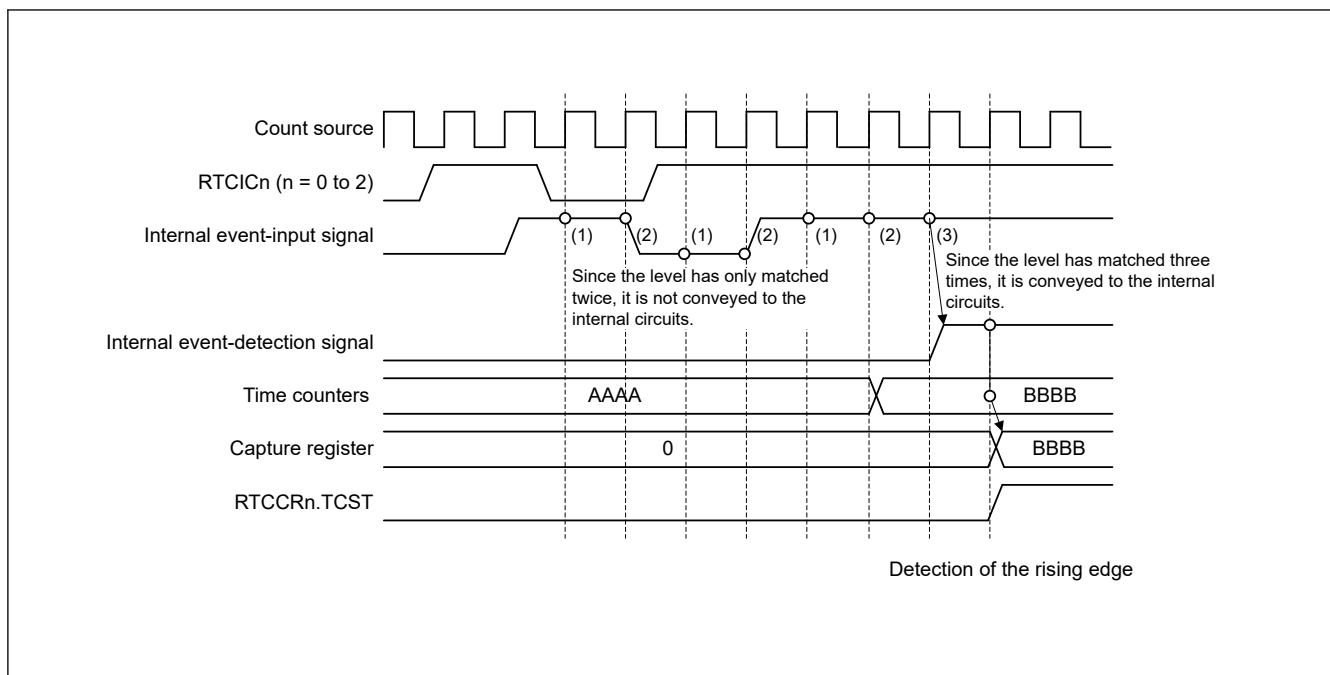 Count source
RTCICn (n = 0 to 2)
Internal event-input signal
(1) (2) (1) (2) (1) (2) (3)
Since the level has only matched
twice, it is not conveyed to the
internal circuits.
Since the level has matched three
times, it is conveyed to the internal
circuits.
Internal event-detection signal
Time counters AAAA BBBB
Capture register 0 BBBB
RTCCRn.TCST
Detection of the rising edge